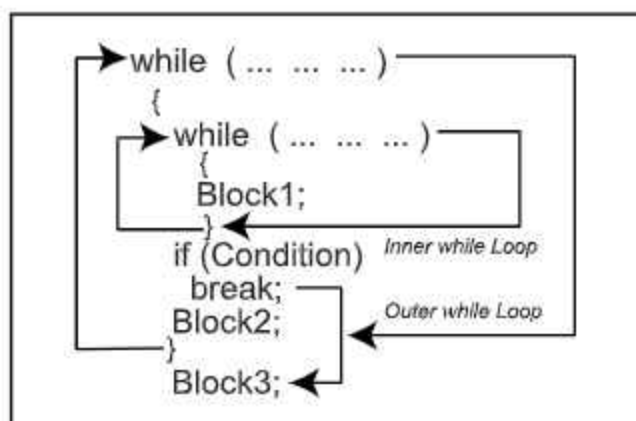 while ( ... ... ... )
{
while ( ... ... ... )
{
Block1;
}
Inner while Loop
if (Condition)
break;
Outer while Loop
Block2;
}
Block3;